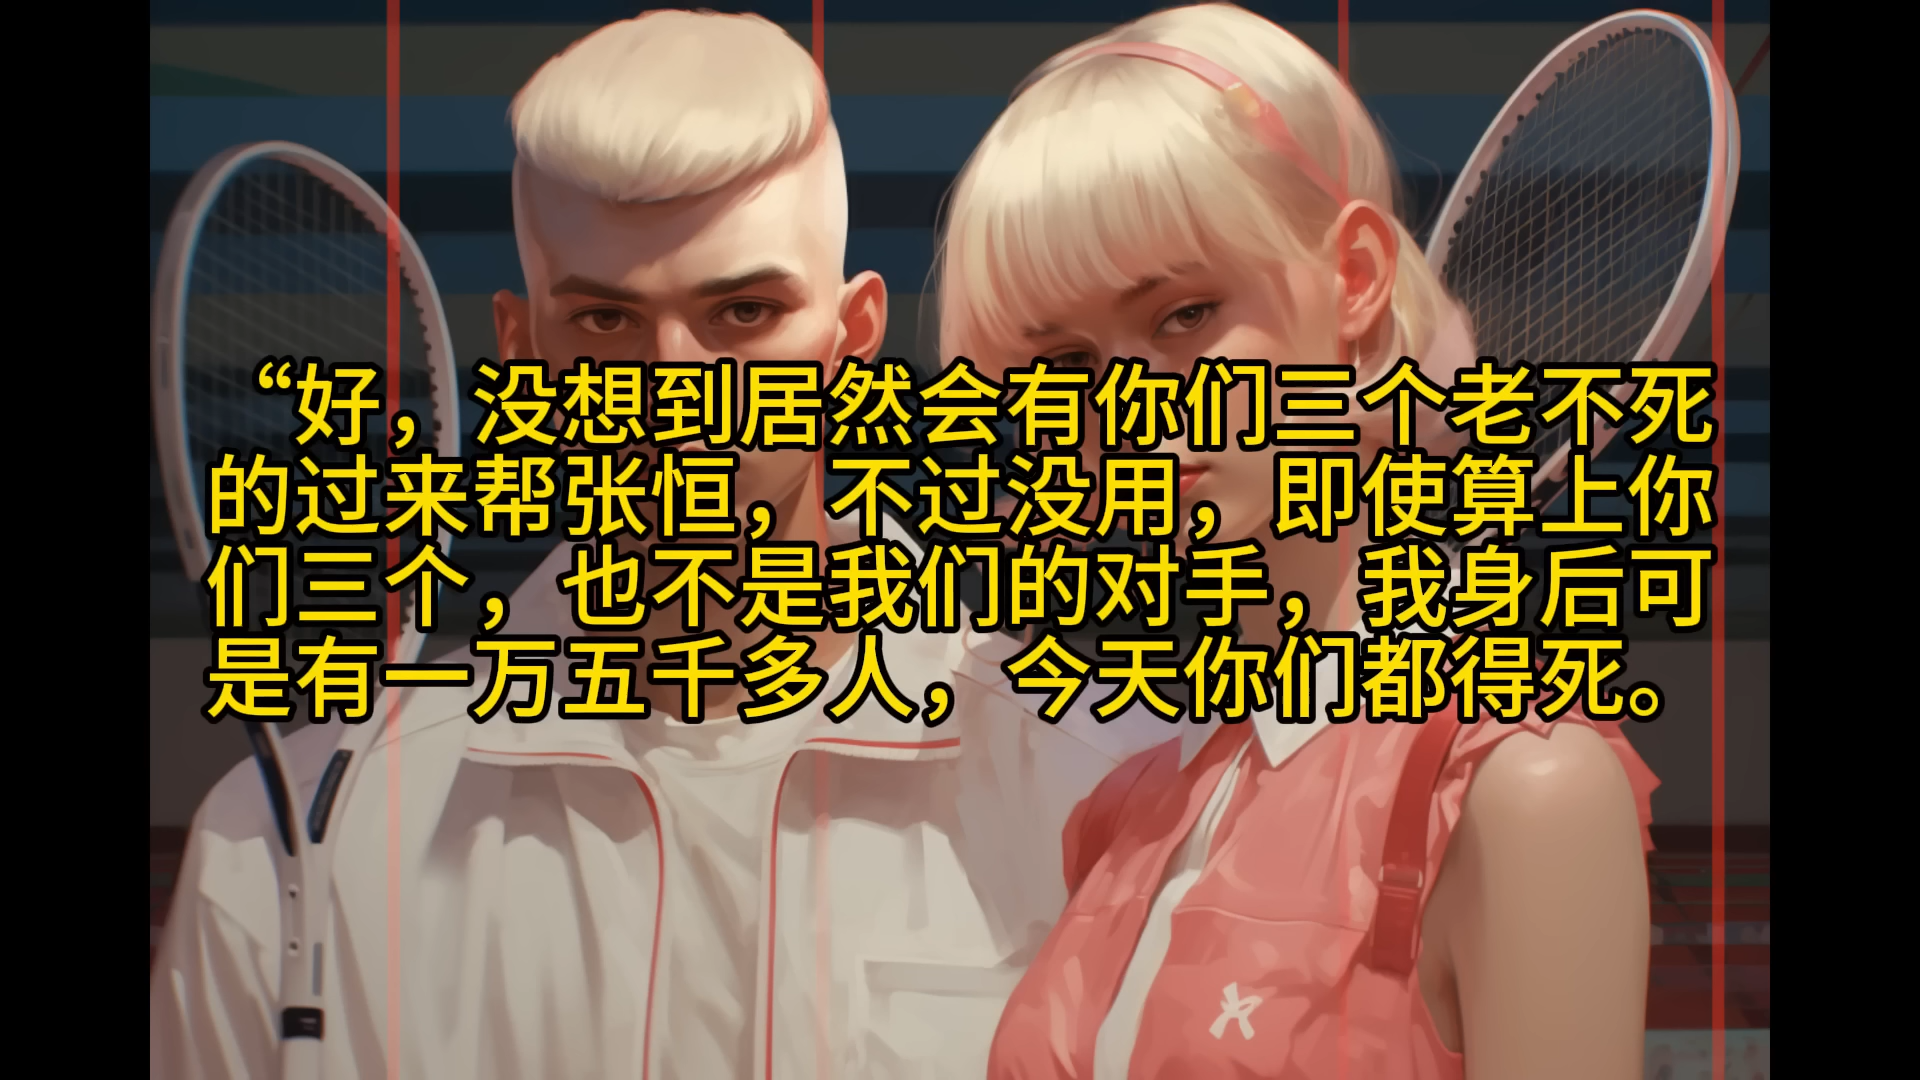 “好，没想到居然会有你们三个老不死
的过来帮张恒，不过没用，即使算上你
们三个，也不是我们的对手，我身后可
是有一万五千多人，今天你们都得死。